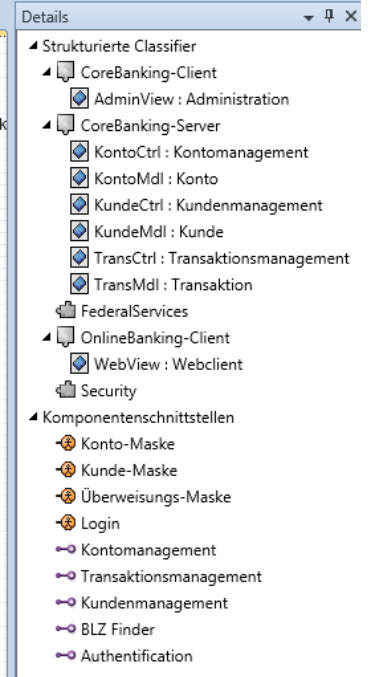 Details
Strukturierte Classifier
CoreBanking-Client
AdminView : Administration
CoreBanking-Server
KontoCtrl : Kontomanagement
KontoMdl : Konto
KundeCtrl : Kundenmanagement
KundeMdl : Kunde
TransCtrl : Transaktionsmanagement
TransMdl : Transaktion
FederalServices
OnlineBanking-Client
WebView : Webclient
Security
Komponentenschnittstellen
Konto-Maske
Kunde-Maske
Überweisungs-Maske
Login
Kontomanagement
Transaktionsmanagement
Kundenmanagement
BLZ Finder
Authentification